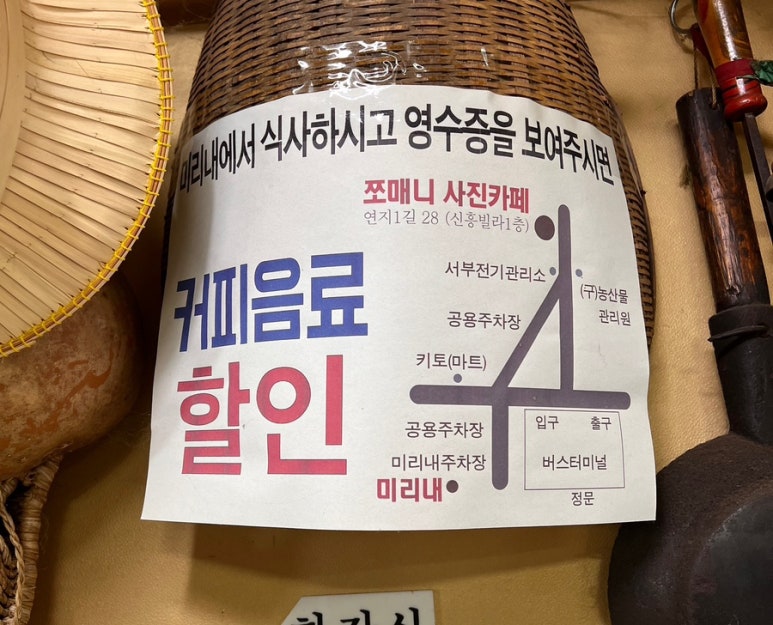 미리내에서 식사하시고 영수증을 보여주시면
쪼매니 사진카페
연지1길 28 (신흥빌라1층)
커피음료
할인
서부전기관리소
(구)농산물
관리원
공용주차장
키토(마트)
공용주차장
미리내주차장
미리내
입구 출구
버스터미널
정문